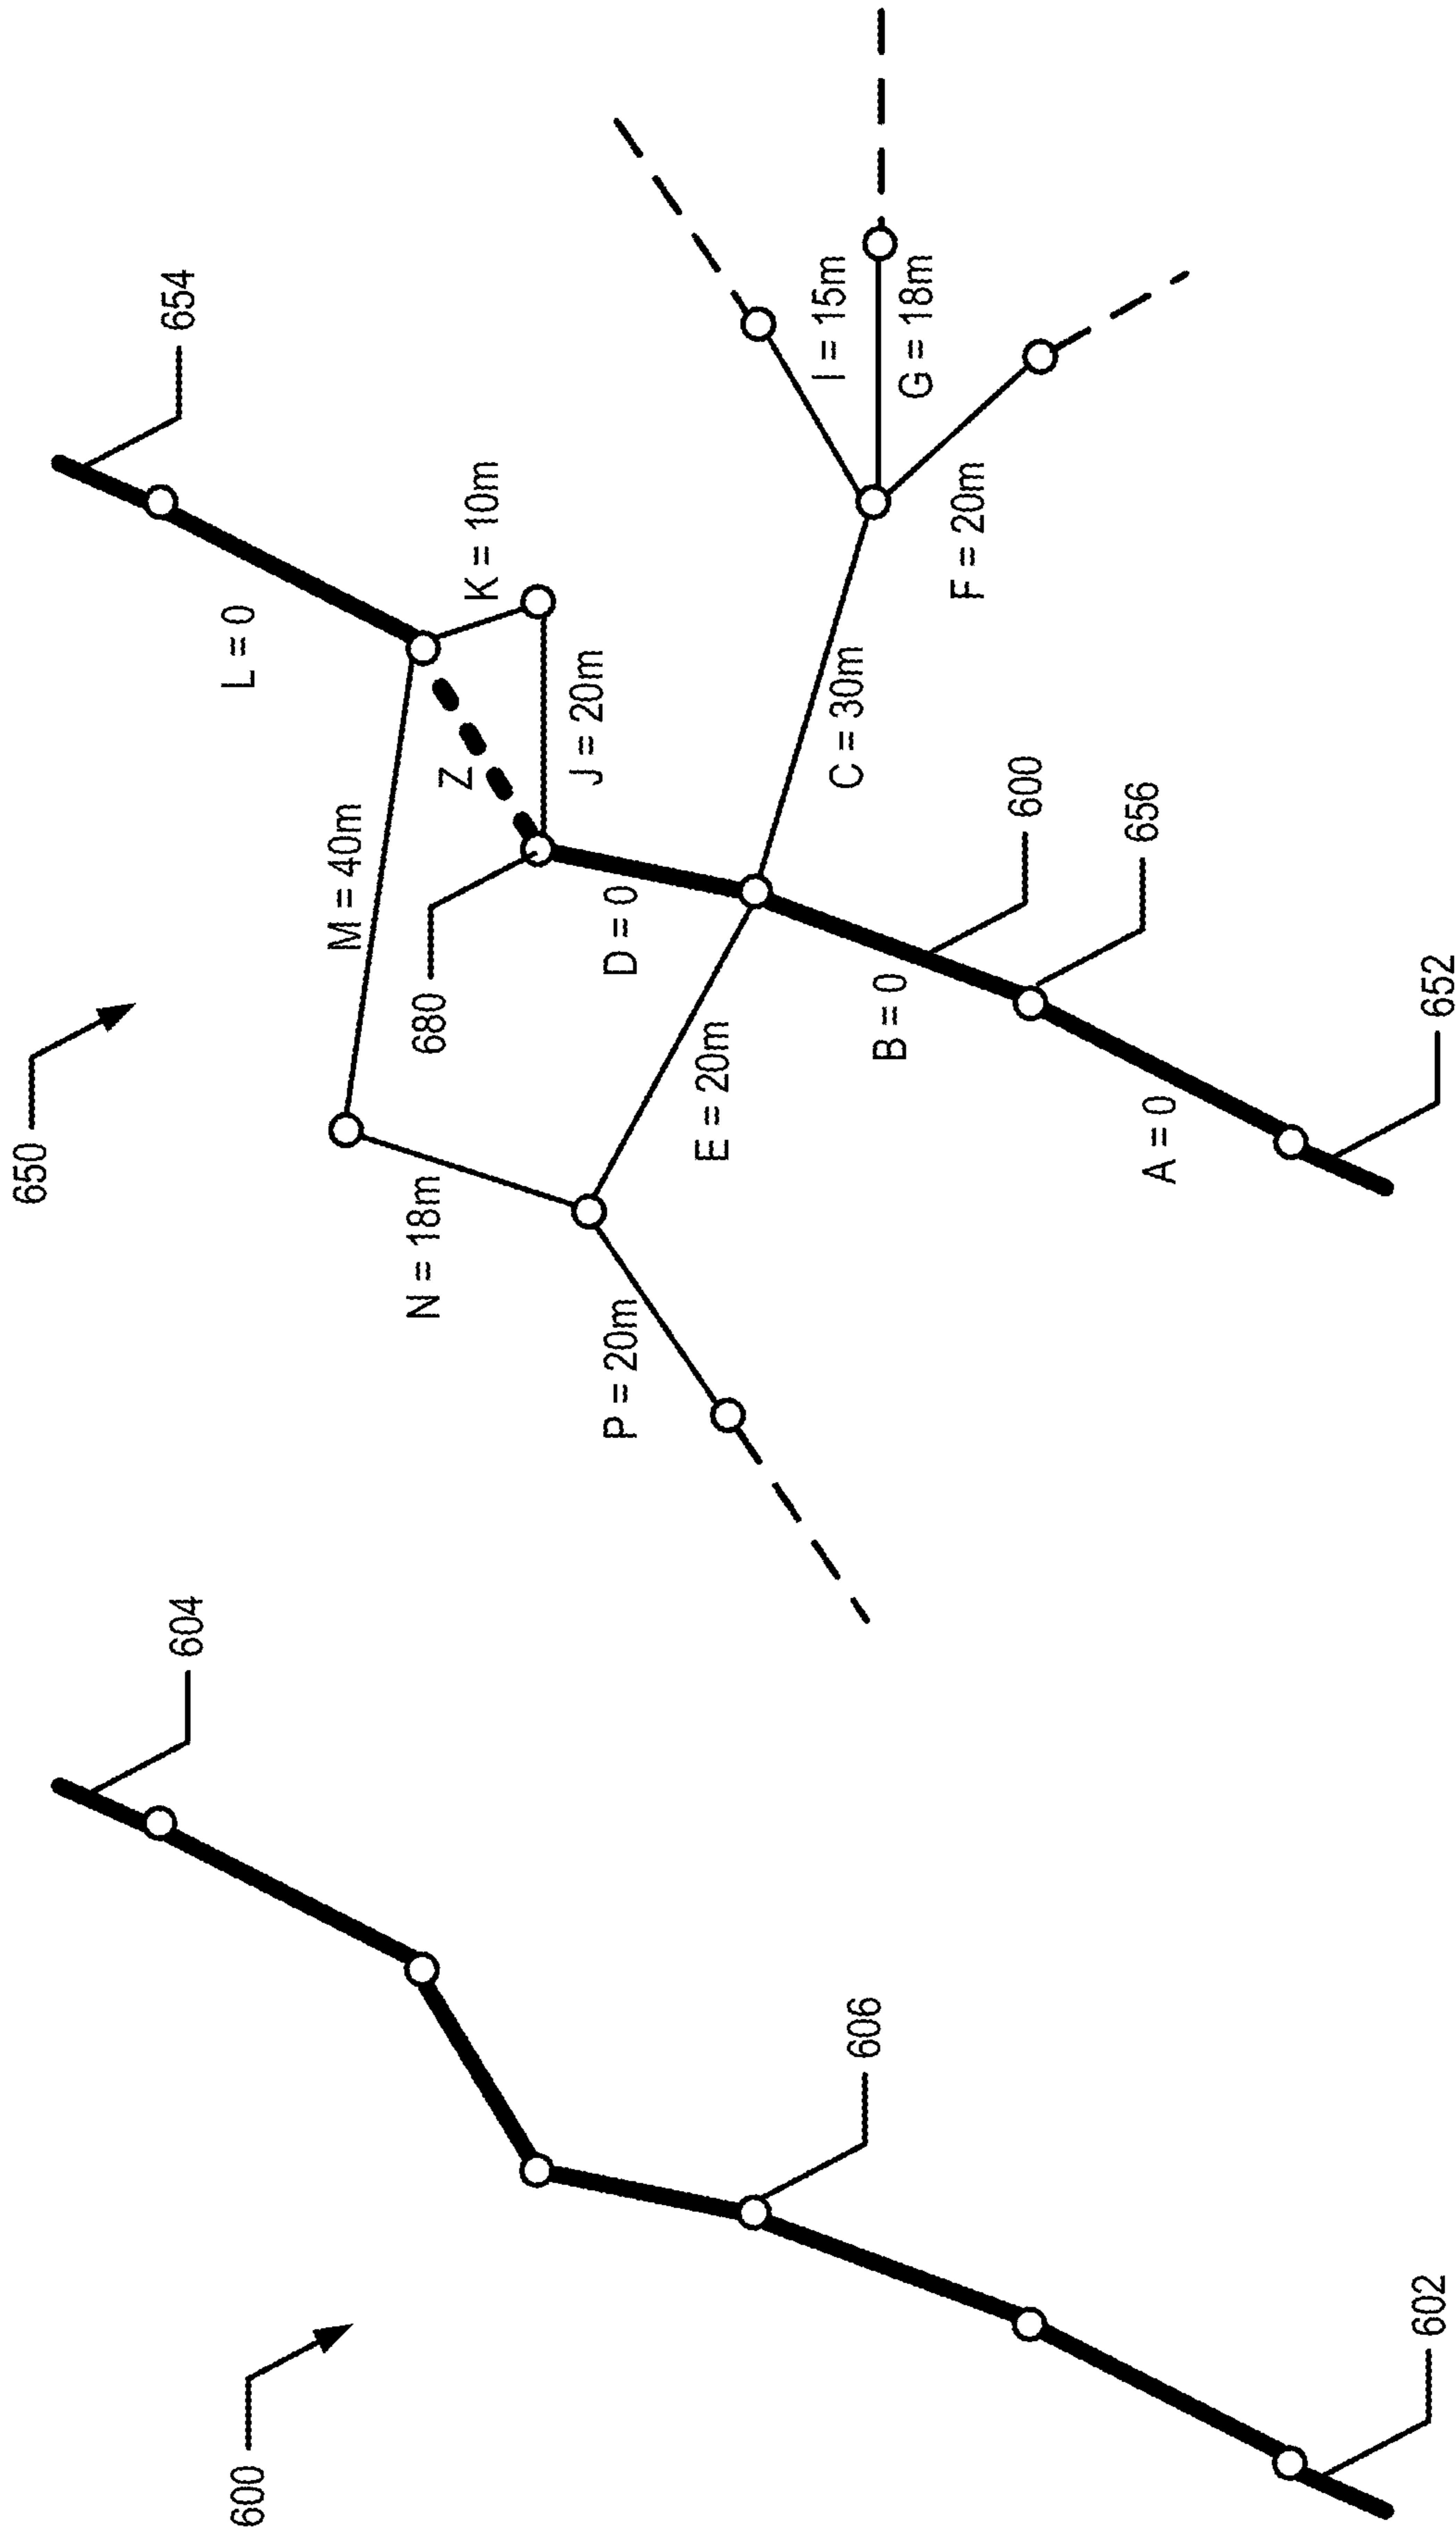 650
654
L = 0
K = 10m
M = 40m
Z
J = 20m
I = 15m
G = 18m
F = 20m
C = 30m
680
D = 0
N = 18m
E = 20m
P = 20m
B = 0
600
656
A = 0
652
600
604
606
602